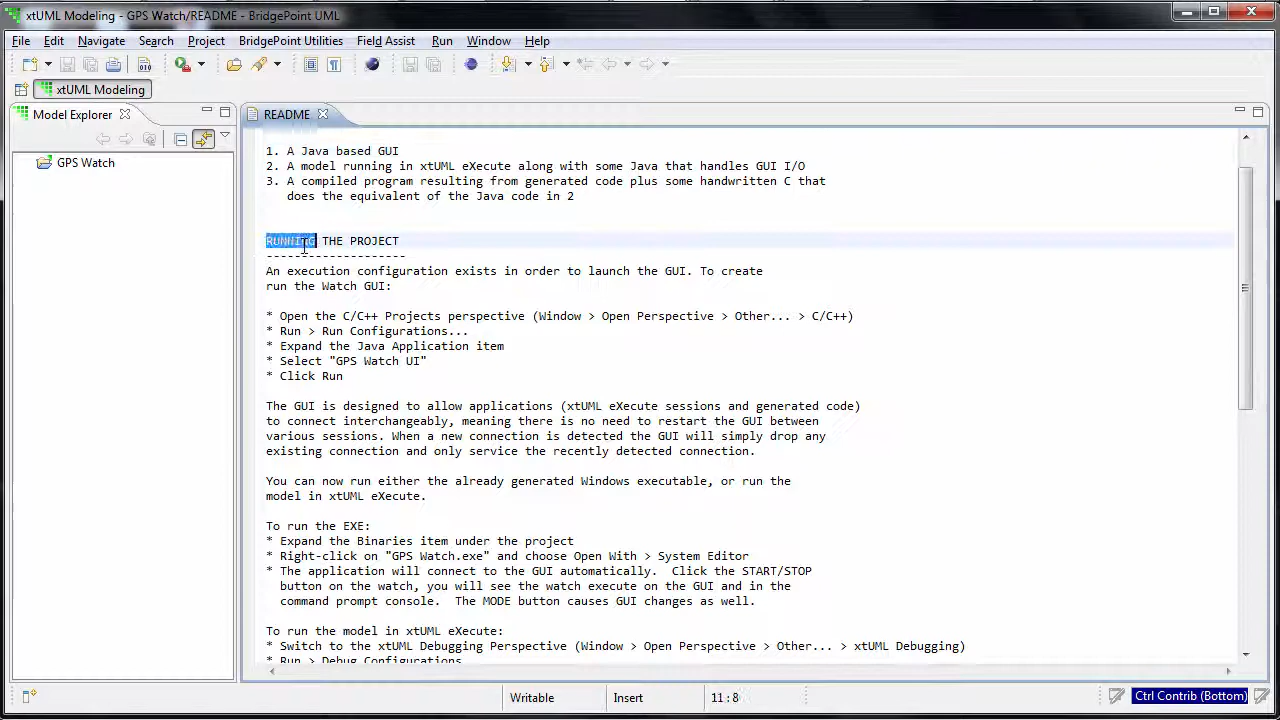 xtUML Modeling - GPS Watch/README - BridgePoint UML
File Edit Navigate Search Project BridgePoint Utilities Field Assist Run Window Help
xtUML Modeling
Model Explorer
README
GPS Watch
1. A Java based GUI
2. A model running in xtUML eXecute along with some Java that handles GUI I/O
3. A compiled program resulting from generated code plus some handwritten C that
does the equivalent of the Java code in 2
RUNNING THE PROJECT
--------------------
An execution configuration exists in order to launch the GUI. To create
run the Watch GUI:
* Open the C/C++ Projects perspective (Window > Open Perspective > Other... > C/C++)
* Run > Run Configurations...
* Expand the Java Application item
* Select "GPS Watch UI"
* Click Run
The GUI is designed to allow applications (xtUML eXecute sessions and generated code)
to connect interchangeably, meaning there is no need to restart the GUI between
various sessions. When a new connection is detected the GUI will simply drop any
existing connection and only service the recently detected connection.
You can now run either the already generated Windows executable, or run the
model in xtUML eXecute.
To run the EXE:
* Expand the Binaries item under the project
* Right-click on "GPS Watch.exe" and choose Open With > System Editor
* The application will connect to the GUI automatically.  Click the START/STOP
button on the watch, you will see the watch execute on the GUI and in the
command prompt console.  The MODE button causes GUI changes as well.
To run the model in xtUML eXecute:
* Switch to the xtUML Debugging Perspective (Window > Open Perspective > Other... > xtUML Debugging)
* Run > Debug Configurations
Writable Insert 11:8 Ctrl Contrib (Bottom)